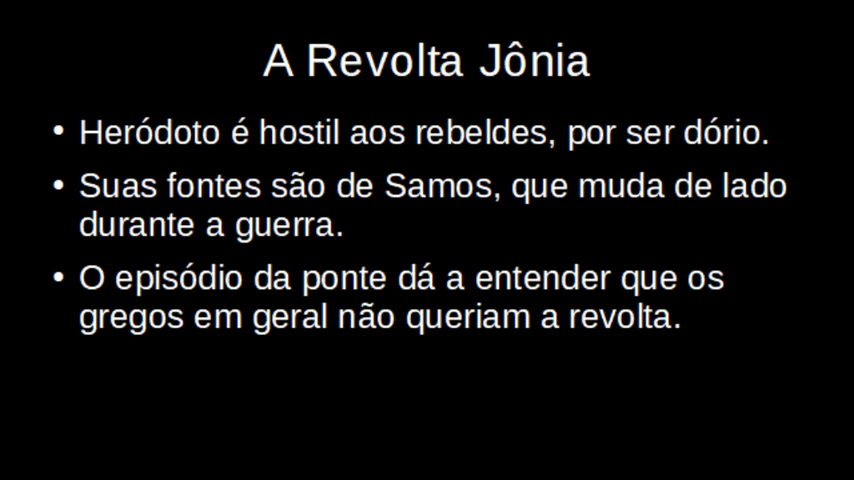 A Revolta Jônia
• Heródoto é hostil aos rebeldes, por ser dório.
• Suas fontes são de Samos, que muda de lado
durante a guerra.
• O episódio da ponte dá a entender que os
gregos em geral não queriam a revolta.